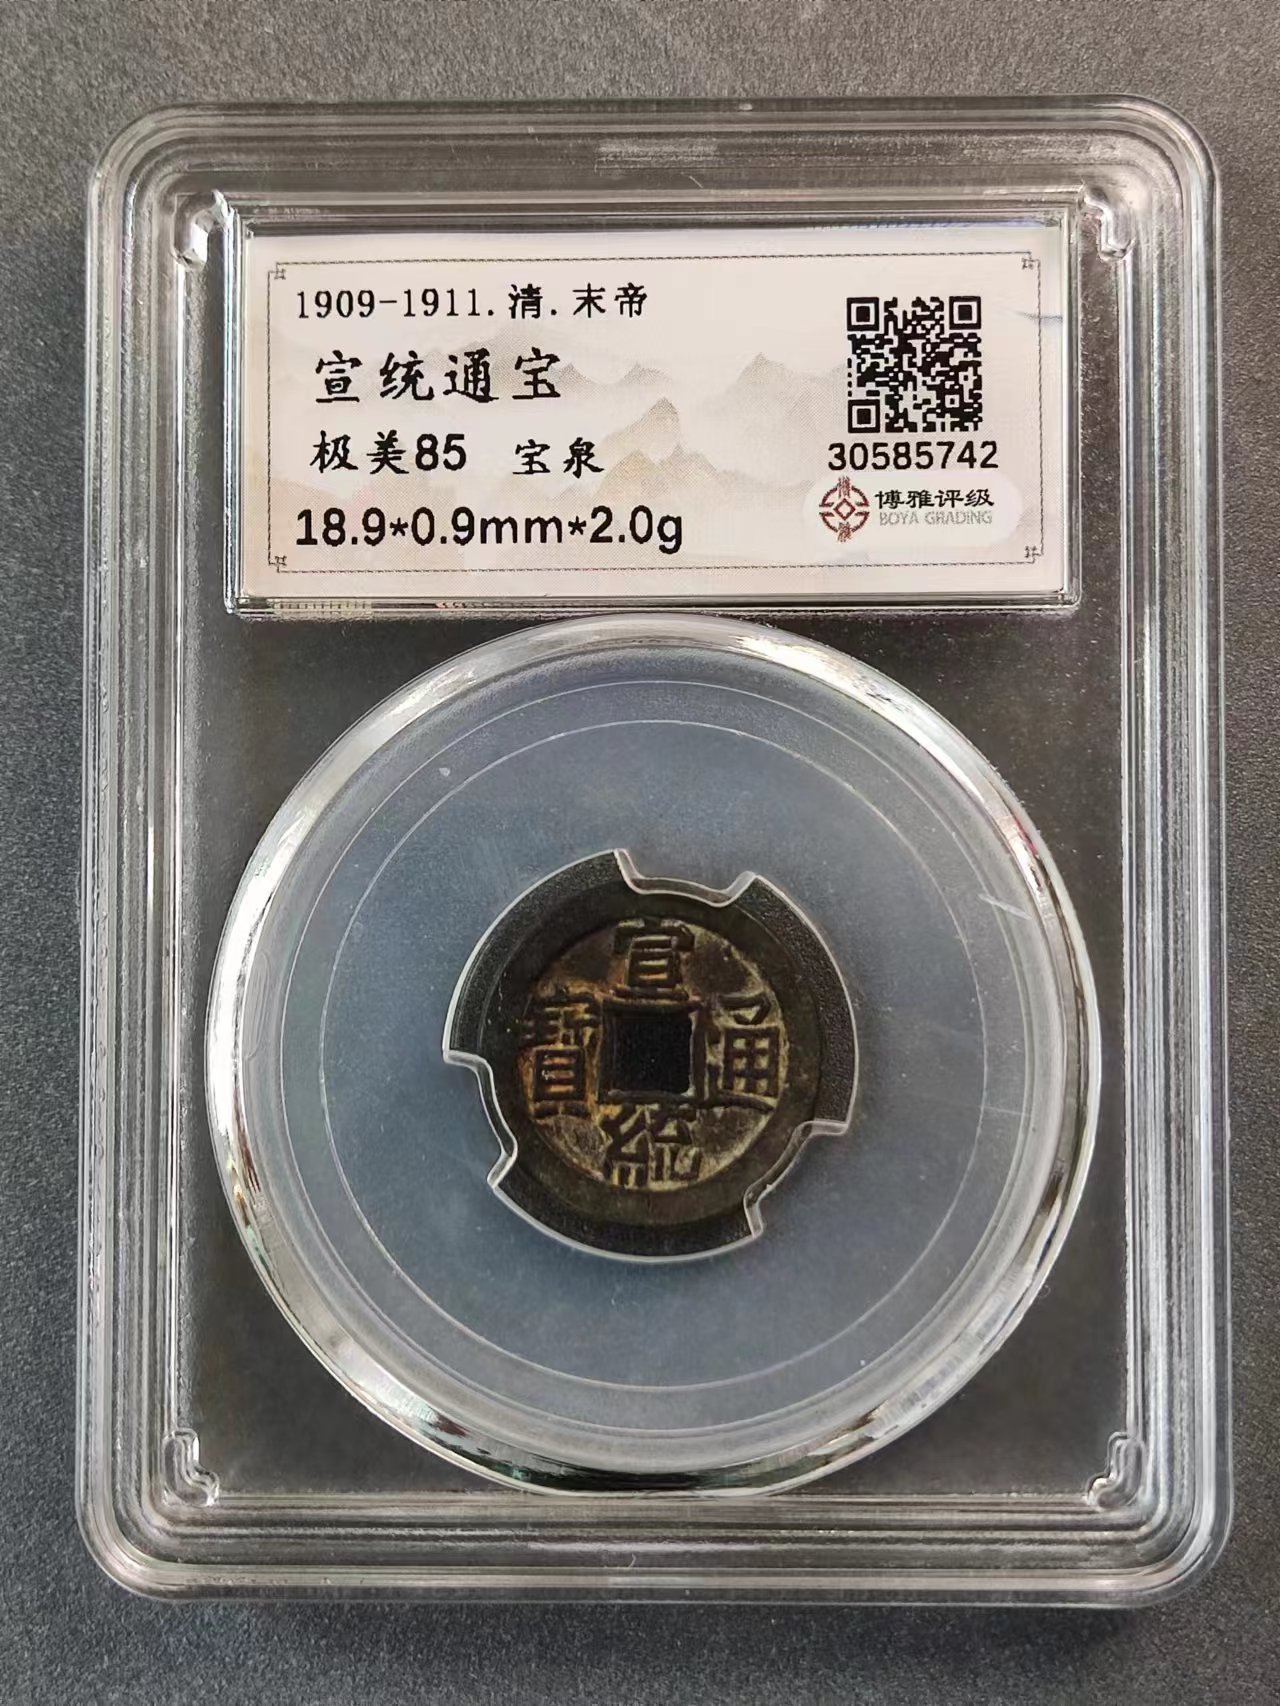 1909-1911.清.末帝
宣统通宝
极美85 宝泉
18.9*0.9mm*2.0g
30585742
博雅评级
BOYA GRADING
宣
寶 通
統